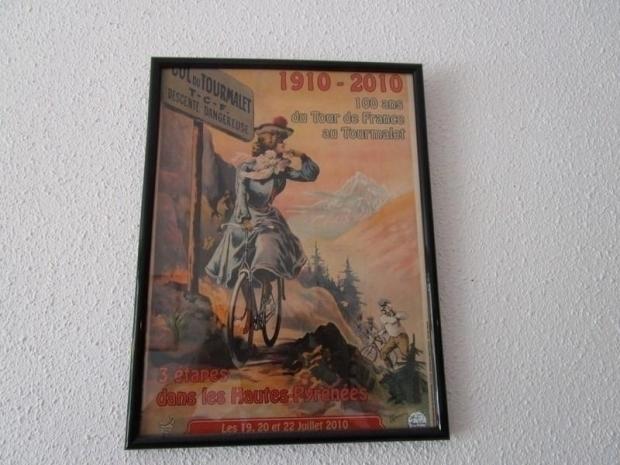 COL DU TOURMALET
T-C-F.
DESCENTE DANGEREUSE
1910 - 2010
100 ans
du Tour de France
au Tourmalet
3 étapes
dans les Hautes-Pyrénées
Les 19, 20 et 22 Juillet 2010